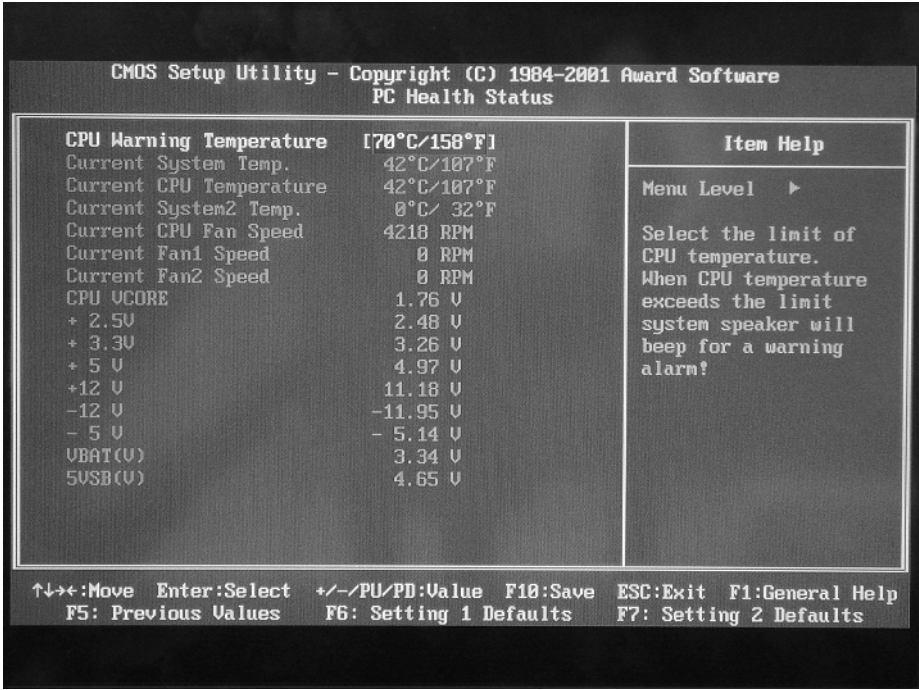 CMOS Setup Utility – Copyright (C) 1984–2001 Award Software
PC Health Status
CPU Warning Temperature [70°C/158°F]
Current System Temp. 42°C/107°F
Current CPU Temperature 42°C/107°F
Current System2 Temp. 0°C/ 32°F
Current CPU Fan Speed 4218 RPM
Current Fan1 Speed 0 RPM
Current Fan2 Speed 0 RPM
CPU VCORE 1.76 V
+ 2.5V 2.48 V
+ 3.3V 3.26 V
+ 5 V 4.97 V
+12 V 11.18 V
–12 V –11.95 V
– 5 V – 5.14 V
VBAT(V) 3.34 V
5VSB(V) 4.65 V
Item Help
Menu Level ▶
Select the limit of
CPU temperature.
When CPU temperature
exceeds the limit
system speaker will
beep for a warning
alarm!
↑↓→←:Move Enter:Select +/–/PU/PD:Value F10:Save ESC:Exit F1:General Help
F5: Previous Values F6: Setting 1 Defaults F7: Setting 2 Defaults